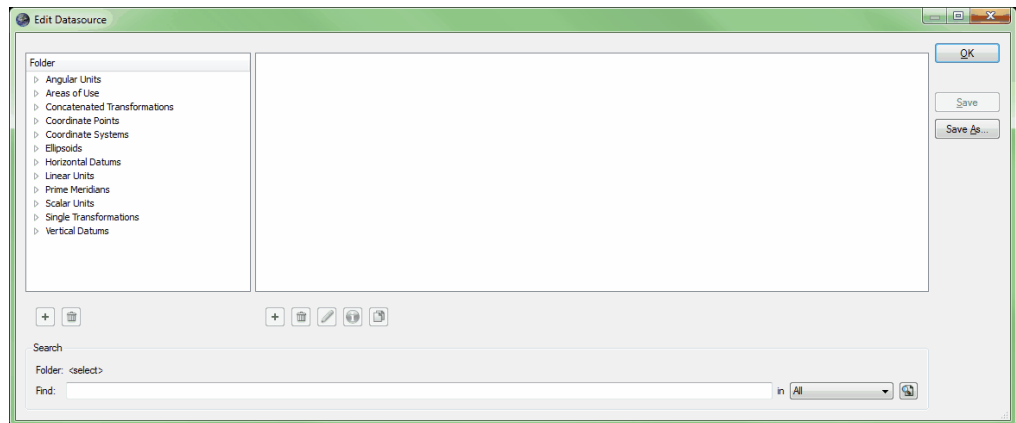 Edit Datasource
Folder
Angular Units
Areas of Use
Concatenated Transformations
Coordinate Points
Coordinate Systems
Ellipsoids
Horizontal Datums
Linear Units
Prime Meridians
Scalar Units
Single Transformations
Vertical Datums
OK
Save
Save As...
Search
Folder: <select>
Find: in All